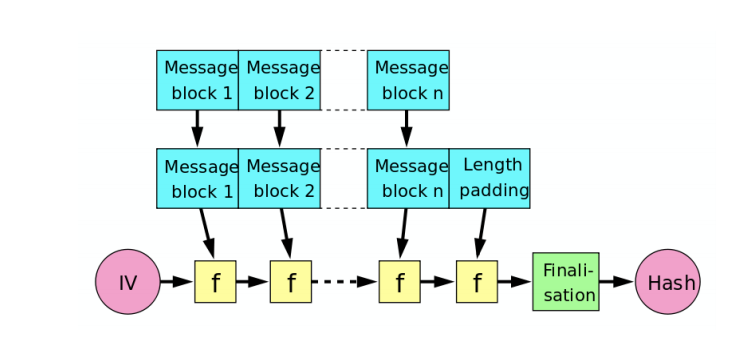 Message
block 1
Message
block 2
Message
block n
Message
block 1
Message
block 2
Message
block n
Length
padding
IV
f
f
f
f
Finali-
sation
Hash